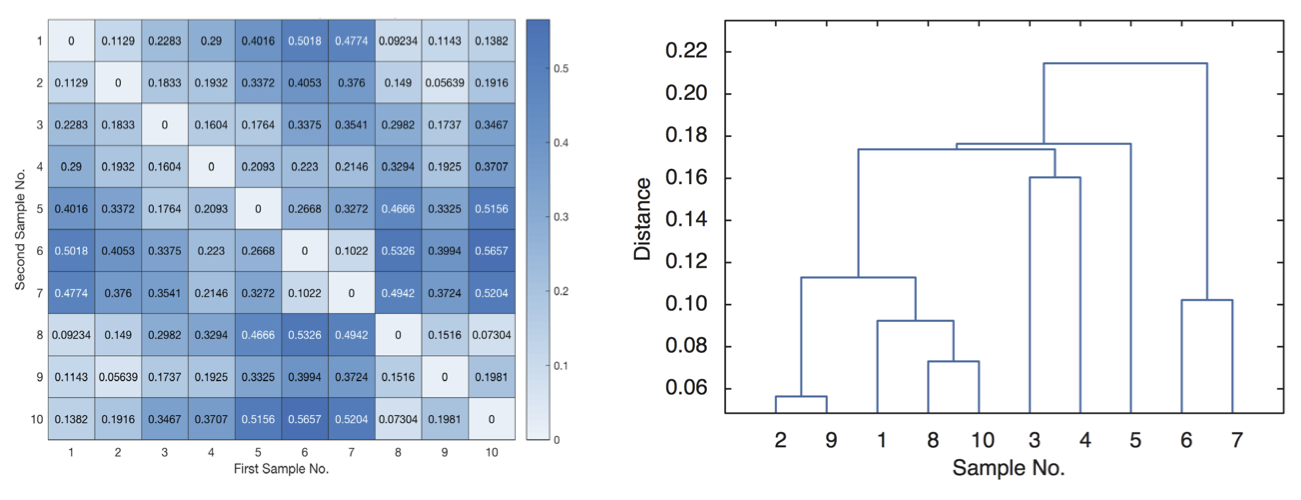 1 0 0.1129 0.2283 0.29 0.4016 0.5018 0.4774 0.09234 0.1143 0.1382
2 0.1129 0 0.1833 0.1932 0.3372 0.4053 0.376 0.149 0.05639 0.1916
3 0.2283 0.1833 0 0.1604 0.1764 0.3375 0.3541 0.2982 0.1737 0.3467
4 0.29 0.1932 0.1604 0 0.2093 0.223 0.2146 0.3294 0.1925 0.3707
5 0.4016 0.3372 0.1764 0.2093 0 0.2668 0.3272 0.4666 0.3325 0.5156
6 0.5018 0.4053 0.3375 0.223 0.2668 0 0.1022 0.5326 0.3994 0.5657
7 0.4774 0.376 0.3541 0.2146 0.3272 0.1022 0 0.4942 0.3724 0.5204
8 0.09234 0.149 0.2982 0.3294 0.4666 0.5326 0.4942 0 0.1516 0.07304
9 0.1143 0.05639 0.1737 0.1925 0.3325 0.3994 0.3724 0.1516 0 0.1981
10 0.1382 0.1916 0.3467 0.3707 0.5156 0.5657 0.5204 0.07304 0.1981 0
1 2 3 4 5 6 7 8 9 10
First Sample No.
Second Sample No.
0.5
0.4
0.3
0.2
0.1
0
0.22
0.20
0.18
0.16
0.14
0.12
0.10
0.08
0.06
Distance
2 9 1 8 10 3 4 5 6 7
Sample No.